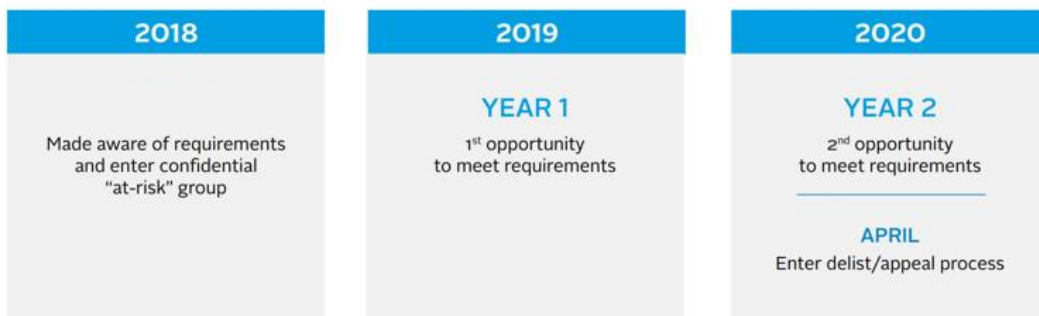 2018
Made aware of requirements
and enter confidential
“at-risk” group
2019
YEAR 1
1st opportunity
to meet requirements
2020
YEAR 2
2nd opportunity
to meet requirements
APRIL
Enter delist/appeal process